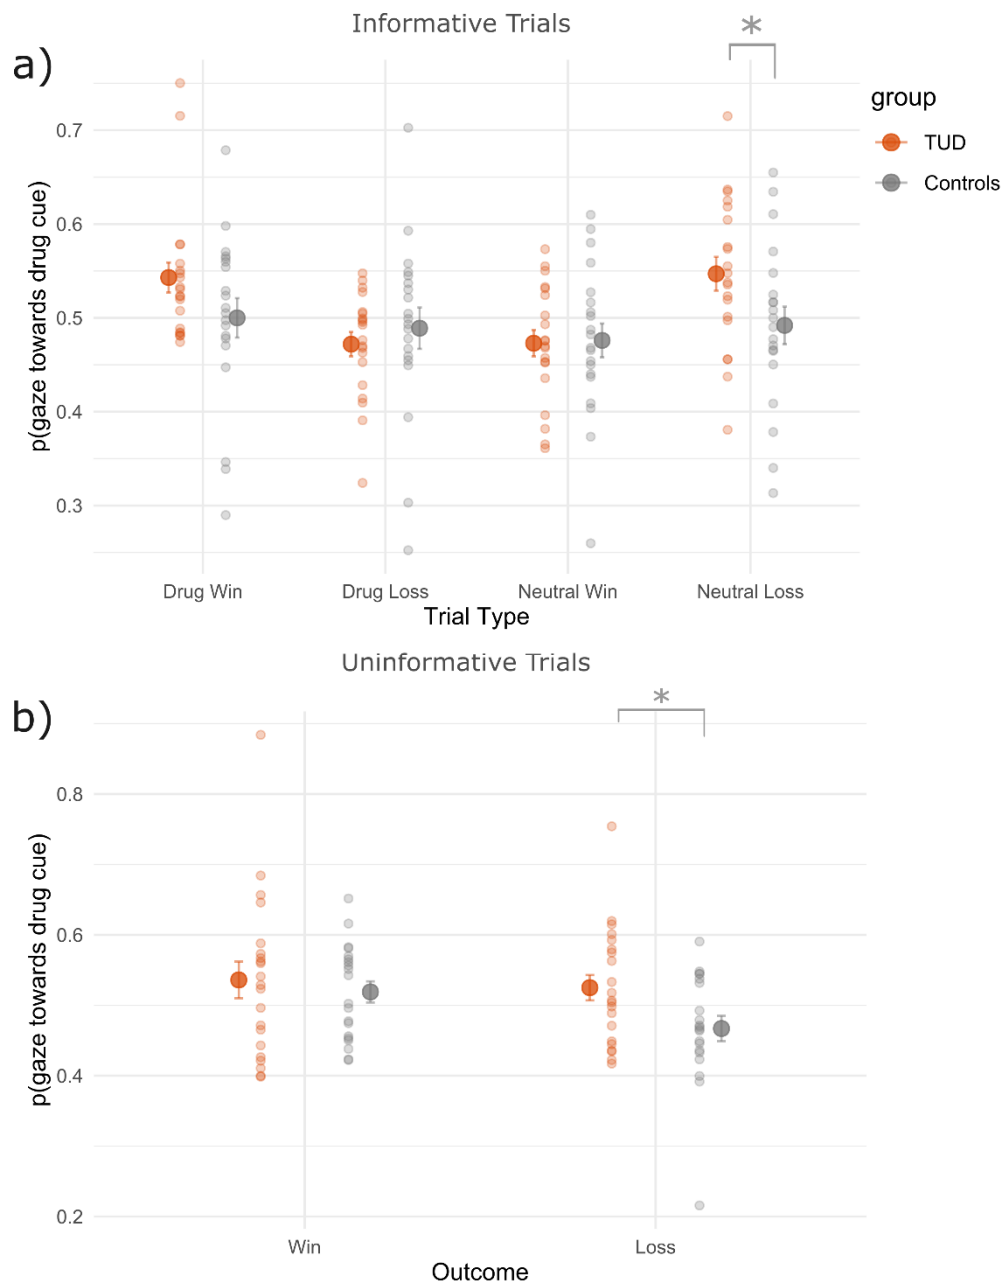 Informative Trials
*
a)
group
TUD
Controls
0.7
0.6
0.5
0.4
0.3
p(gaze towards drug cue)
Drug Win
Drug Loss
Neutral Win
Neutral Loss
Trial Type
Uninformative Trials
*
b)
0.8
0.6
0.4
0.2
p(gaze towards drug cue)
Win
Loss
Outcome